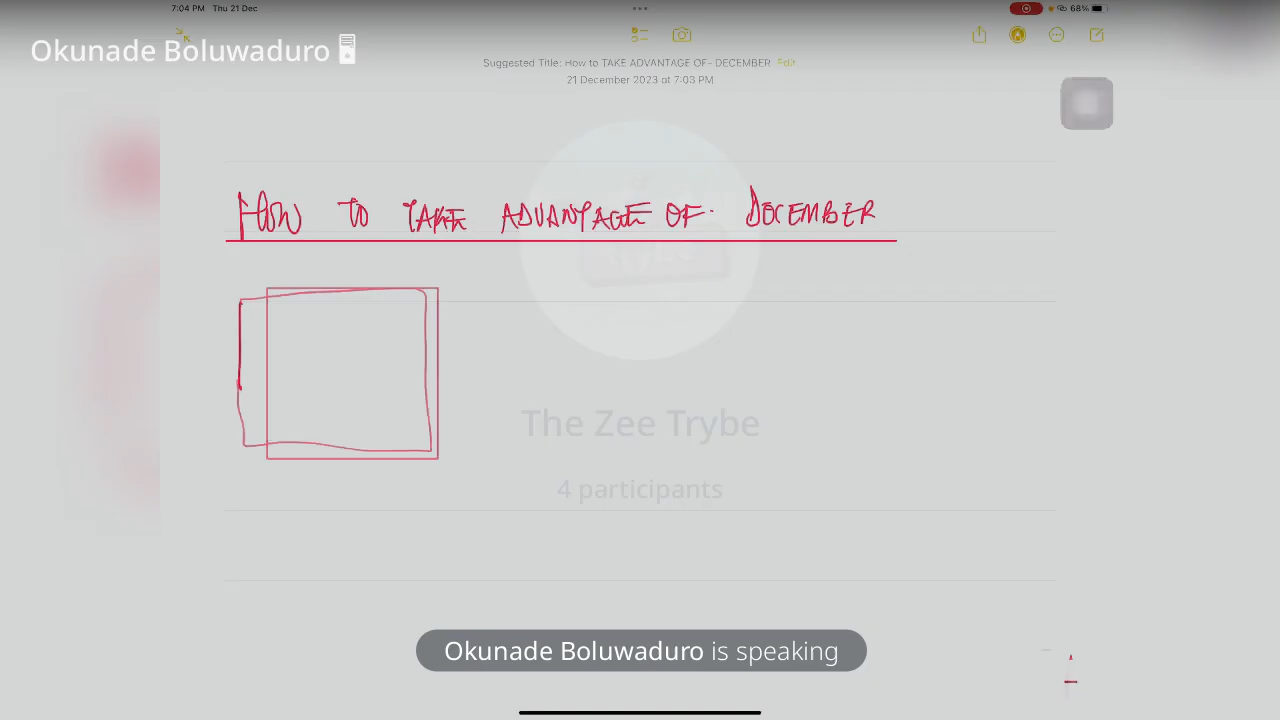 7:04 PM Thu 21 Dec
68%
Okunade Boluwaduro
Suggested Title: How to TAKE ADVANTAGE OF- DECEMBER Edit
21 December 2023 at 7:03 PM
HOW TO TAKE ADVANTAGE OF. DECEMBER
The Zee Trybe
4 participants
Okunade Boluwaduro is speaking